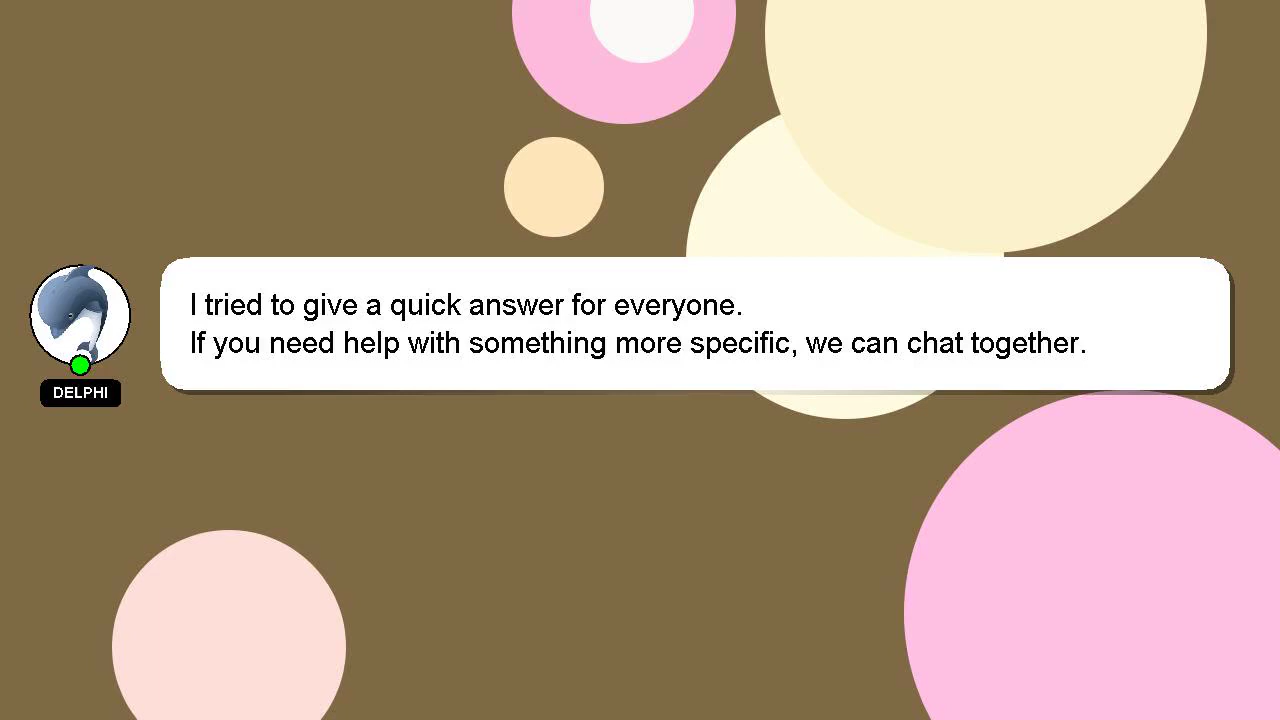 I tried to give a quick answer for everyone.
If you need help with something more specific, we can chat together.
DELPHI